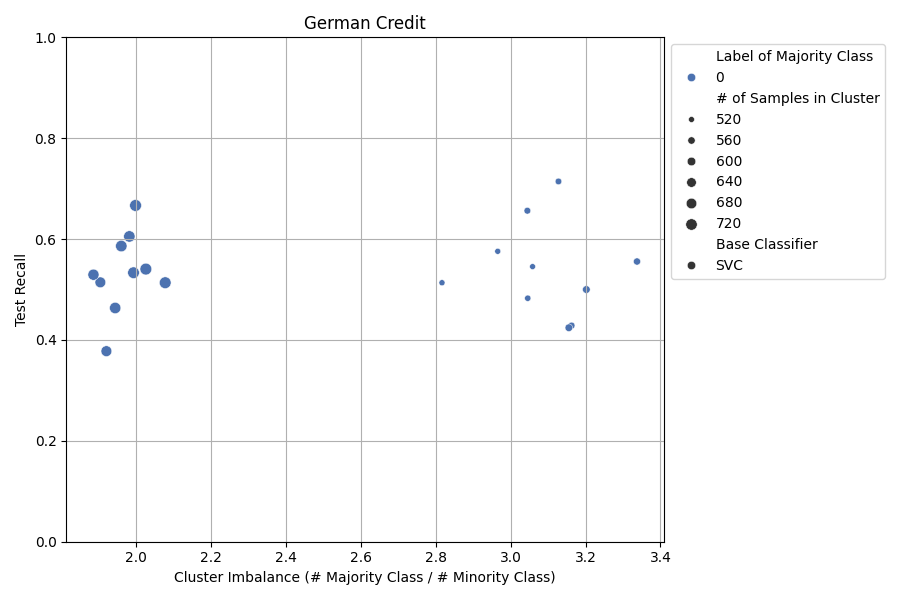 German Credit
1.0
0.8
0.6
0.4
0.2
0.0
Test Recall
2.0 2.2 2.4 2.6 2.8 3.0 3.2 3.4
Cluster Imbalance (# Majority Class / # Minority Class)
Label of Majority Class
0
# of Samples in Cluster
520
560
600
640
680
720
Base Classifier
SVC